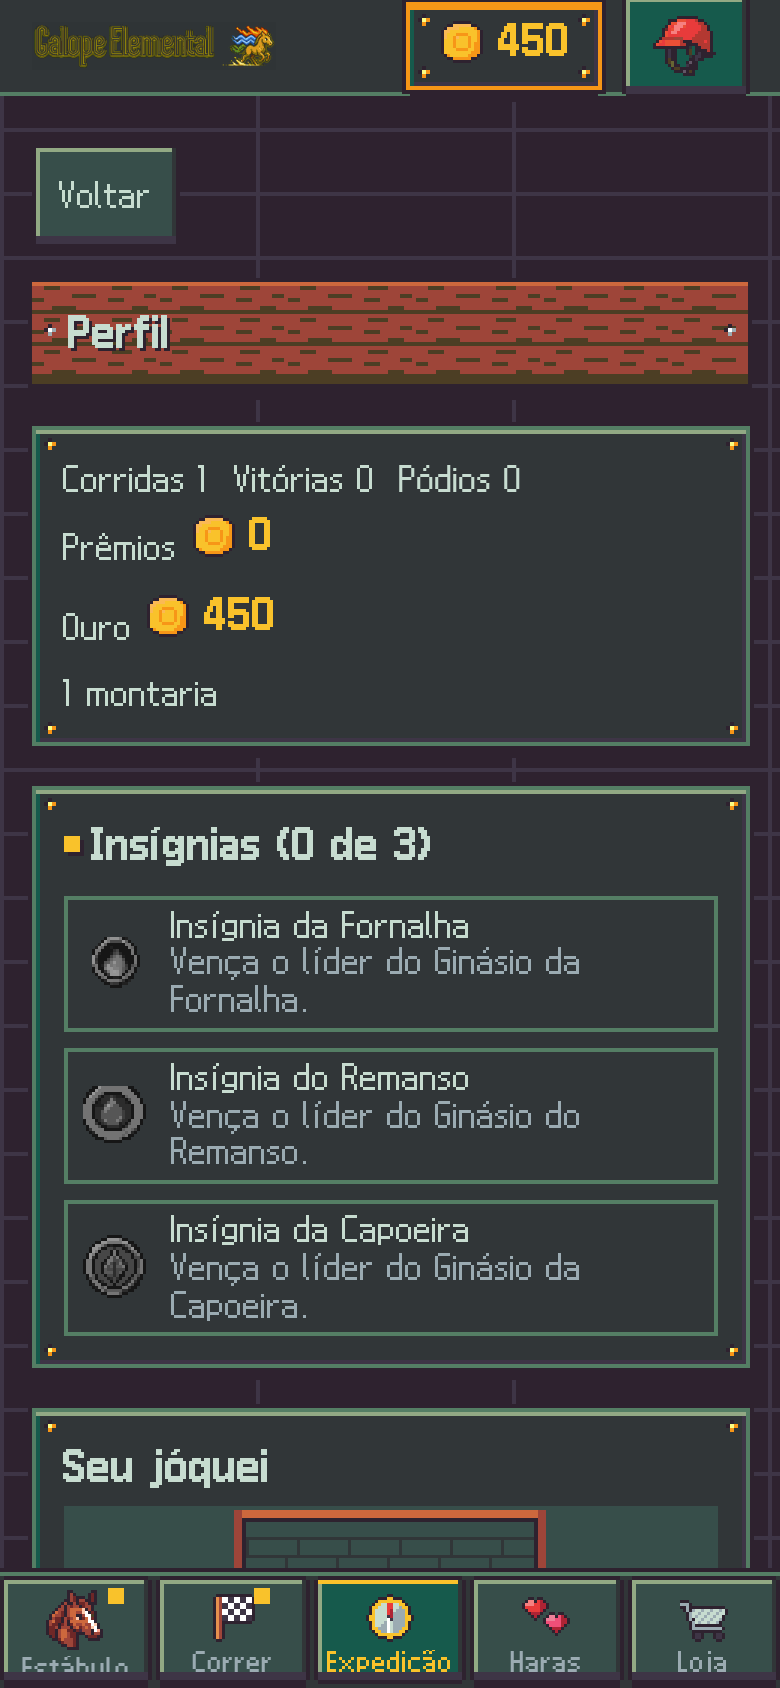 Galope Elemental
450
Voltar
Perfil
Corridas 1 Vitórias 0 Pódios 0
Prêmios 0
Ouro 450
1 montaria
Insígnias (0 de 3)
Insígnia da Fornalha
Vença o líder do Ginásio da
Fornalha.
Insígnia do Remanso
Vença o líder do Ginásio do
Remanso.
Insígnia da Capoeira
Vença o líder do Ginásio da
Capoeira.
Seu jóquei
Estábulo Correr Expedição Haras Loja